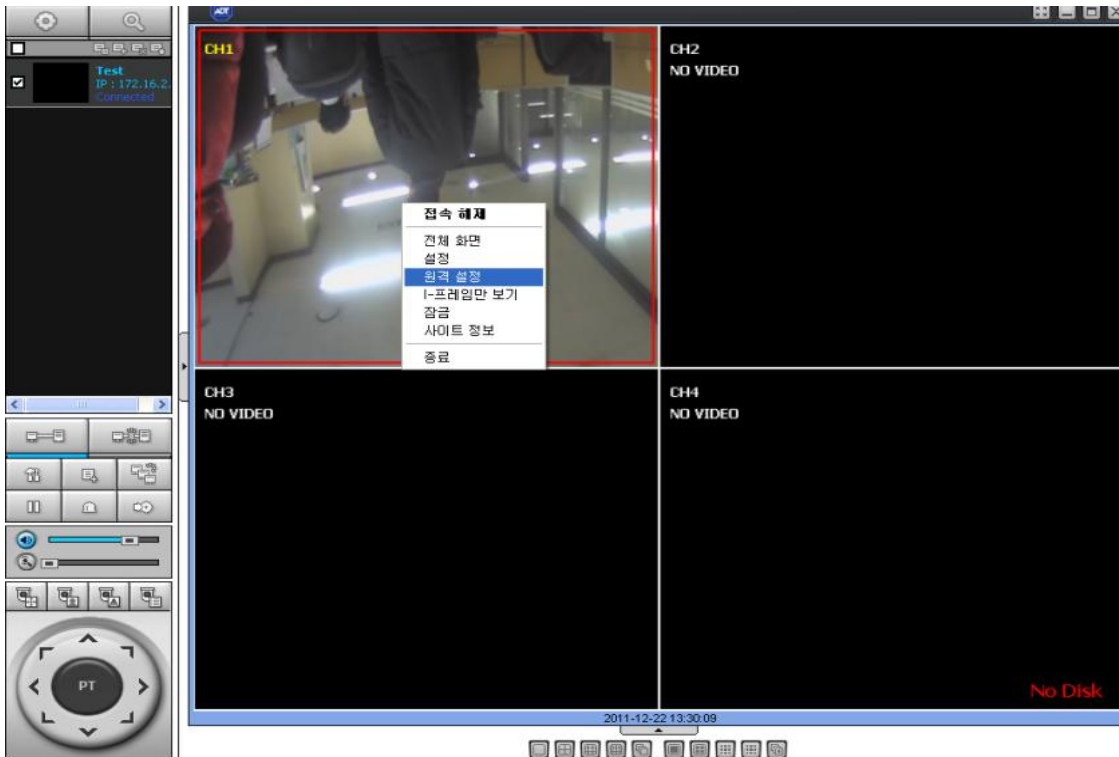 ADT
Test
IP : 172.16.2.
Connected
CH1
CH2
NO VIDEO
접속 해제
전체 화면
설정
원격 설정
I-프레임만 보기
잠금
사이트 정보
종료
CH3
NO VIDEO
CH4
NO VIDEO
PT
No Disk
2011-12-22 13:30:09